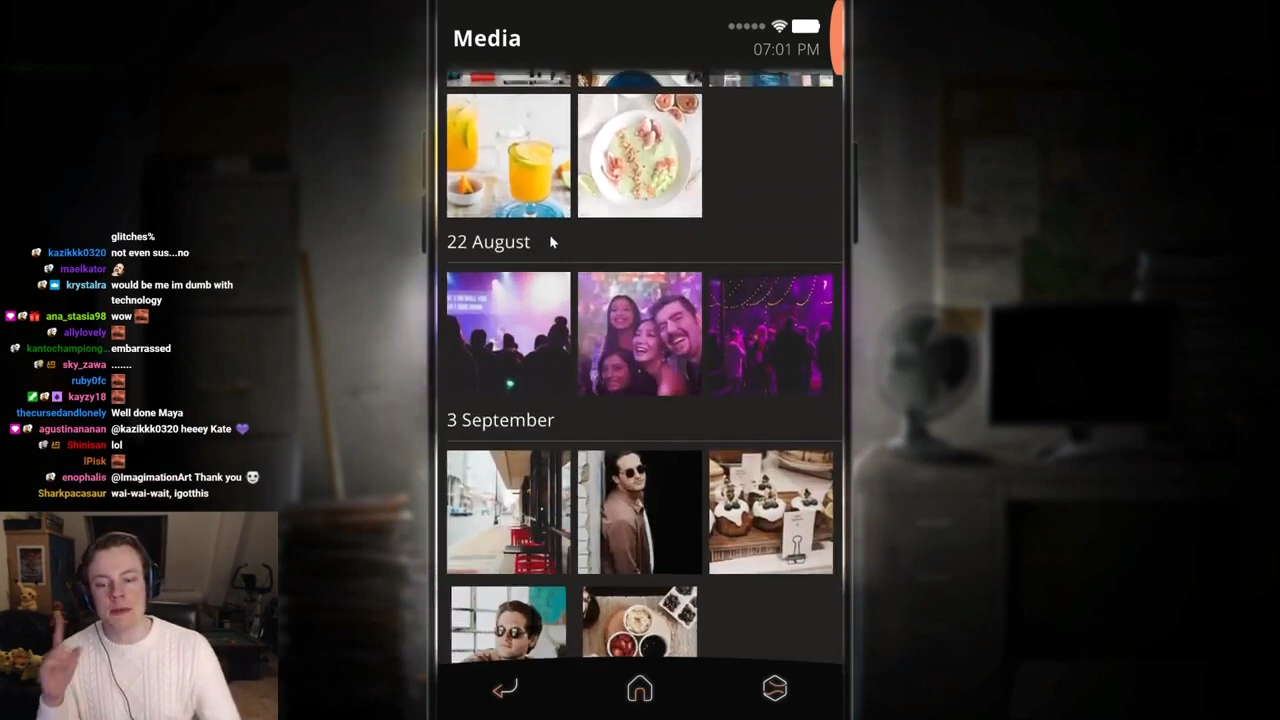 Media
07:01 PM
22 August
3 September
glitches%
kazikkk0320 not even sus...no
maelkator
krystalra would be me im dumb with
technology
ana_stasia98 wow
allylovely
kantochampiong... embarrassed
sky_zawa .......
ruby0fc
kayzy18
thecursedandlonely Well done Maya
agustinananan @kazikkk0320 heeey Kate
Shinisan lol
IPisk
enophalis @ImagimationArt Thank you
Sharkpacasaur wai-wai-wait, igotthis